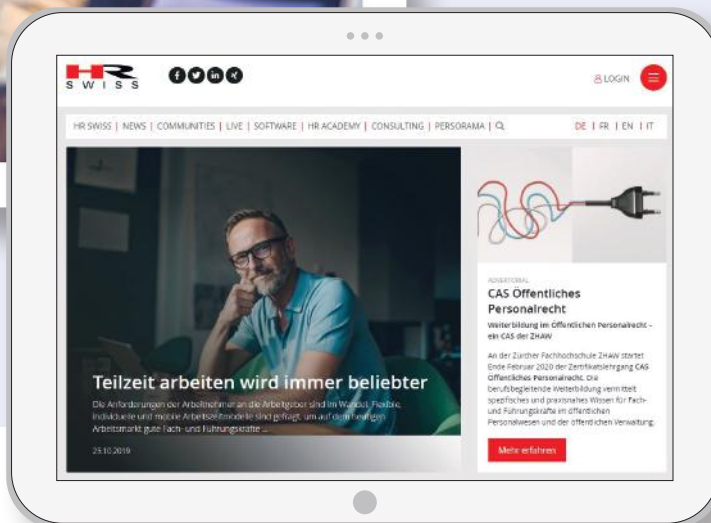 HR
SWISS
LOGIN
HR SWISS | NEWS | COMMUNITIES | LIVE | SOFTWARE | HR ACADEMY | CONSULTING | PERSORAMA |
DE | FR | EN | IT
Teilzeit arbeiten wird immer beliebter
Die Anforderungen der Arbeitnehmer an die Arbeitgeber sind im Wandel. Flexible,
individuelle und mobile Arbeitszeitmodelle sind gefragt, um auf dem heutigen
Arbeitsmarkt gute Fach- und Führungskräfte ...
25.10.2019
ADVERTORIAL
CAS Öffentliches
Personalrecht
Weiterbildung im Öffentlichen Personalrecht –
ein CAS der ZHAW
An der Zürcher Fachhochschule ZHAW startet
Ende Februar 2020 der Zertifikatslehrgang CAS
Öffentliches Personalrecht. Die
berufsbegleitende Weiterbildung vermittelt
spezifisches und praxisnahes Wissen für Fach-
und Führungskräfte im öffentlichen
Personalwesen und der öffentlichen Verwaltung.
Mehr erfahren